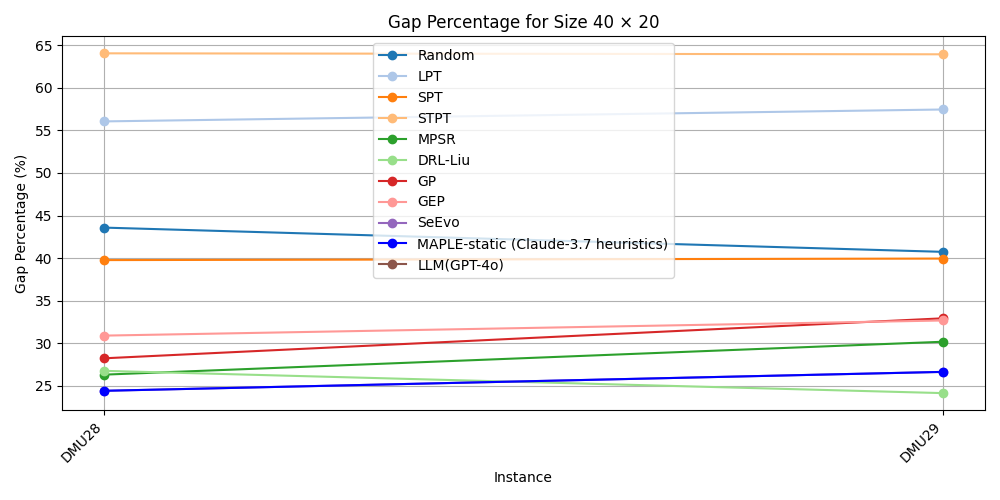 Gap Percentage for Size 40 × 20
Gap Percentage (%)
65
60
55
50
45
40
35
30
25
Random
LPT
SPT
STPT
MPSR
DRL-Liu
GP
GEP
SeEvo
MAPLE-static (Claude-3.7 heuristics)
LLM(GPT-4o)
DMU28
DMU29
Instance